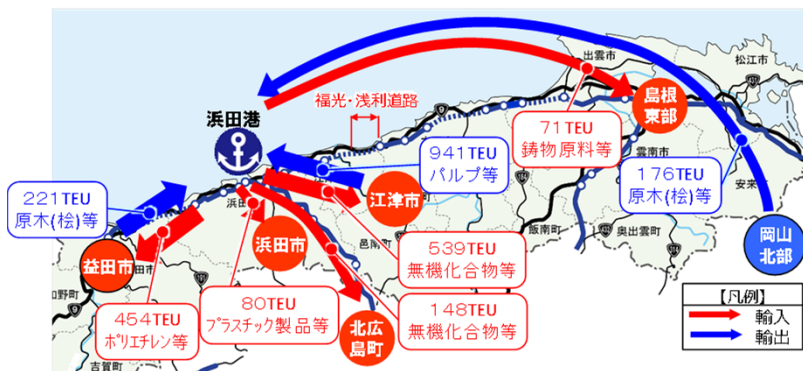 出雲市
松江市
福光・浅利道路
9
浜田港
島根
東部
71TEU
鋳物原料等
941TEU
パルプ等
雲南市
176TEU
原木(桧)等
安来市
221TEU
原木(桧)等
江津市
浜田市
539TEU
無機化合物等
邑南町
飯南町
奥出雲町
岡山
北部
益田市
454TEU
ポリエチレン等
80TEU
プラスチック製品等
148TEU
無機化合物等
北広
島町
吉賀町
【凡例】
輸入
輸出